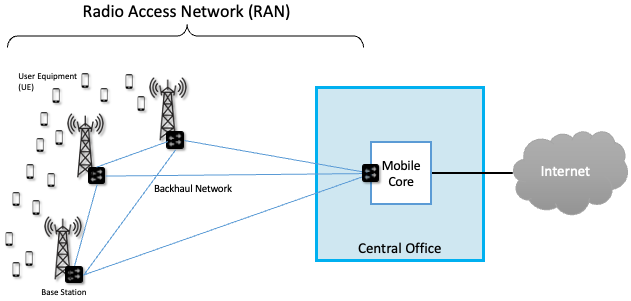 Radio Access Network (RAN)
User Equipment
(UE)
Backhaul Network
Base Station
Mobile
Core
Central Office
Internet